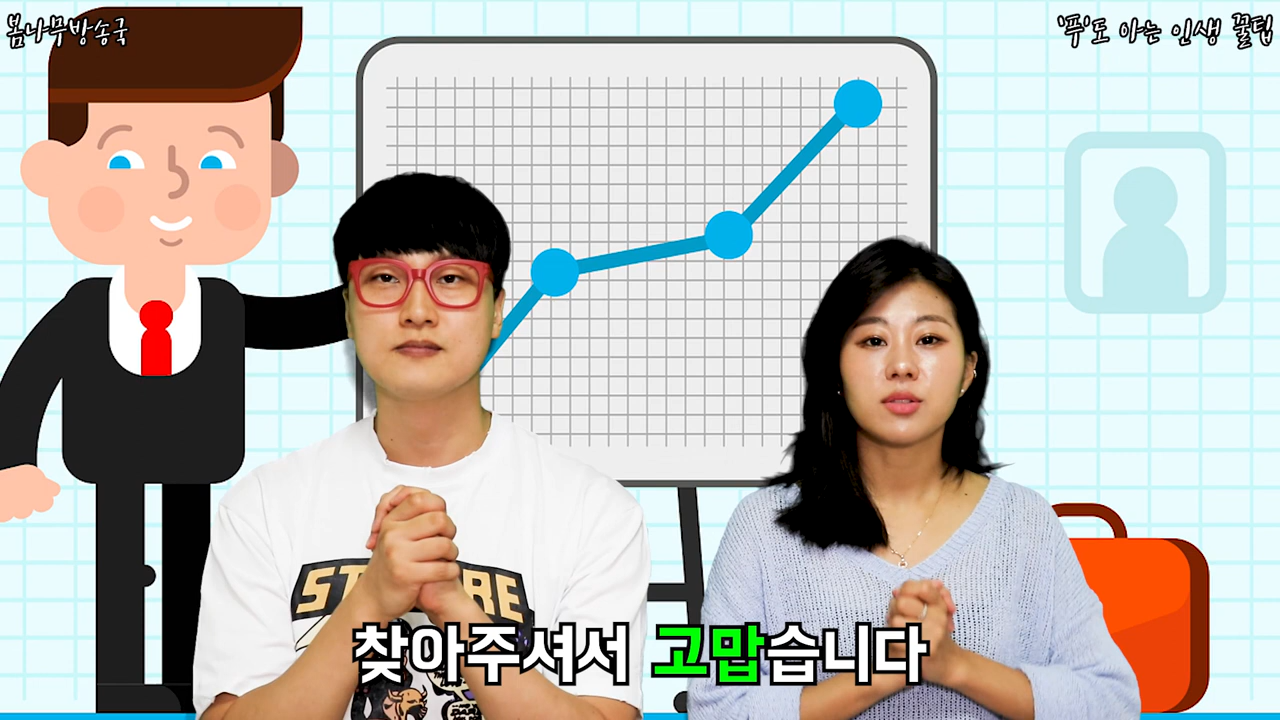 봄나무방송국
'푸'도 아는 인생 꿀팁
찾아주셔서 고맙습니다